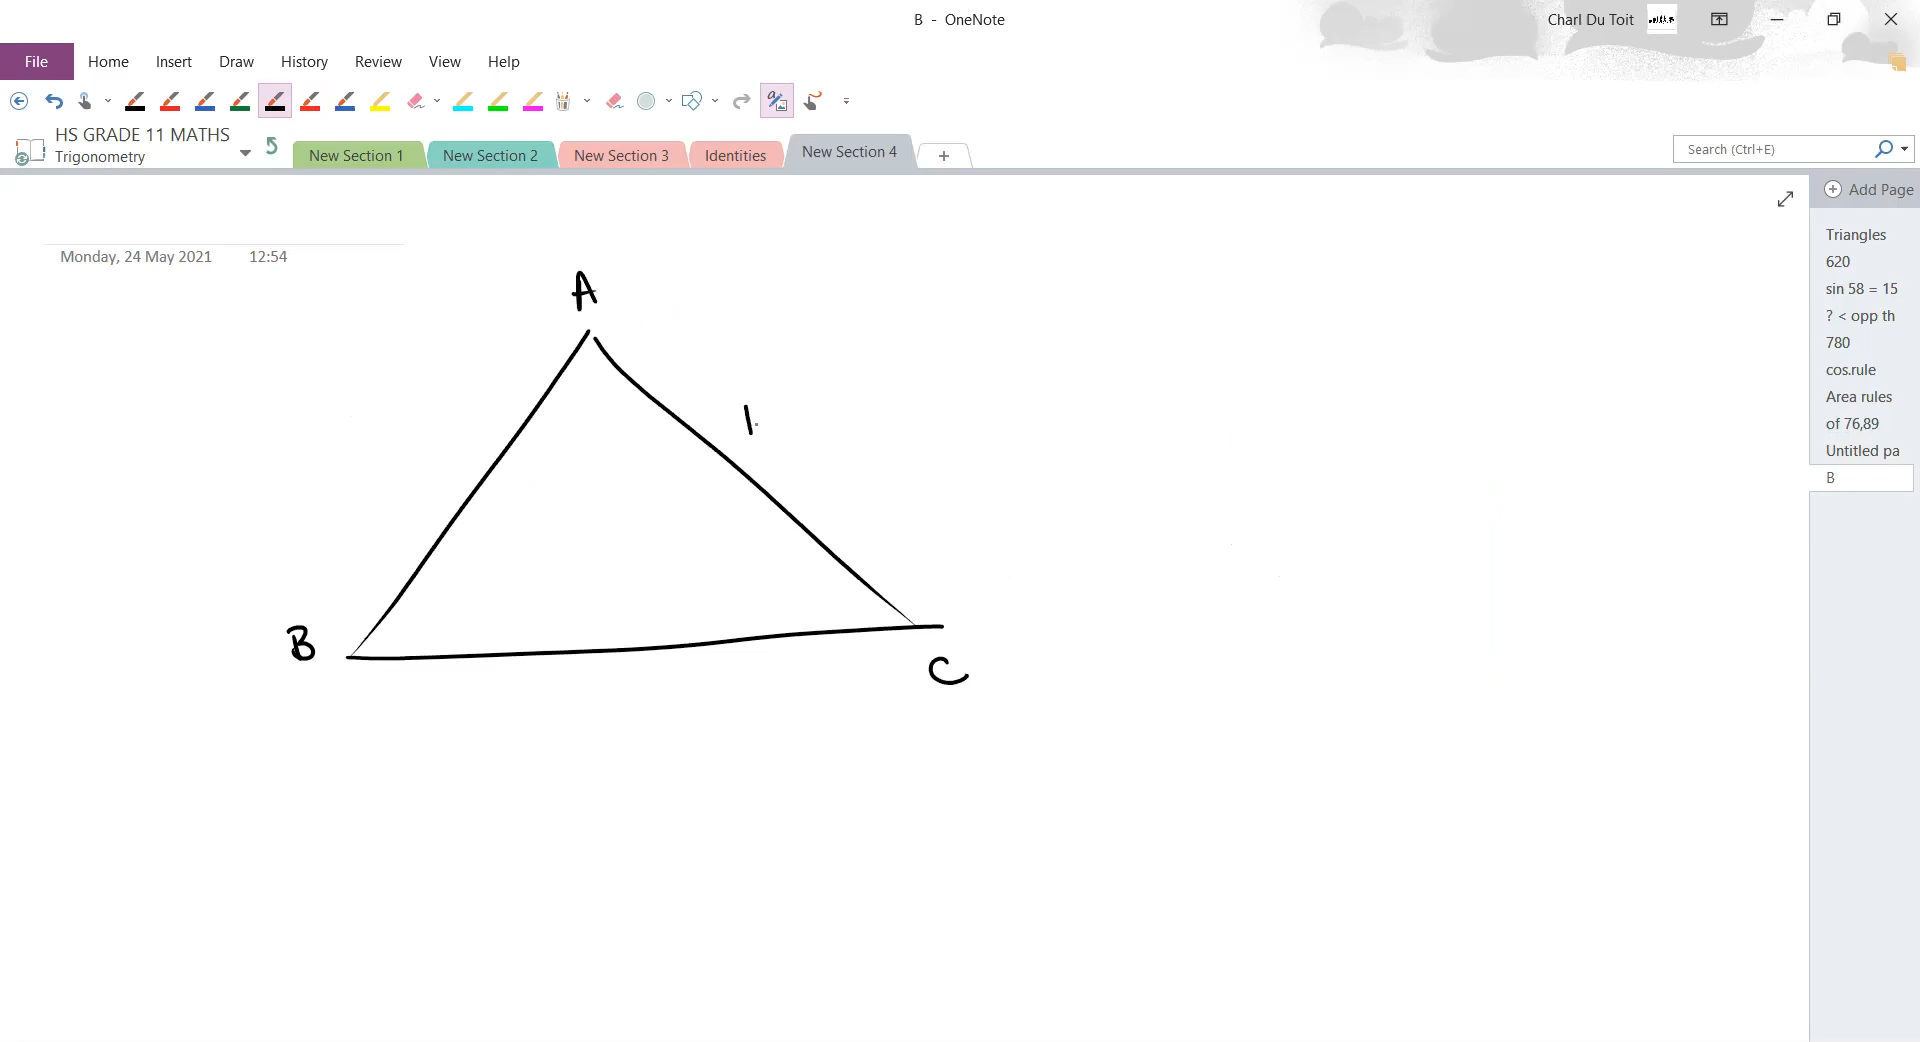 B - OneNote
Charl Du Toit
File Home Insert Draw History Review View Help
HS GRADE 11 MATHS
Trigonometry
New Section 1
New Section 2
New Section 3
Identities
New Section 4
Search (Ctrl+E)
Add Page
Monday, 24 May 2021 12:54
A
1
B
C
Triangles
620
sin 58 = 15
? < opp th
780
cos.rule
Area rules
of 76,89
Untitled pa
B